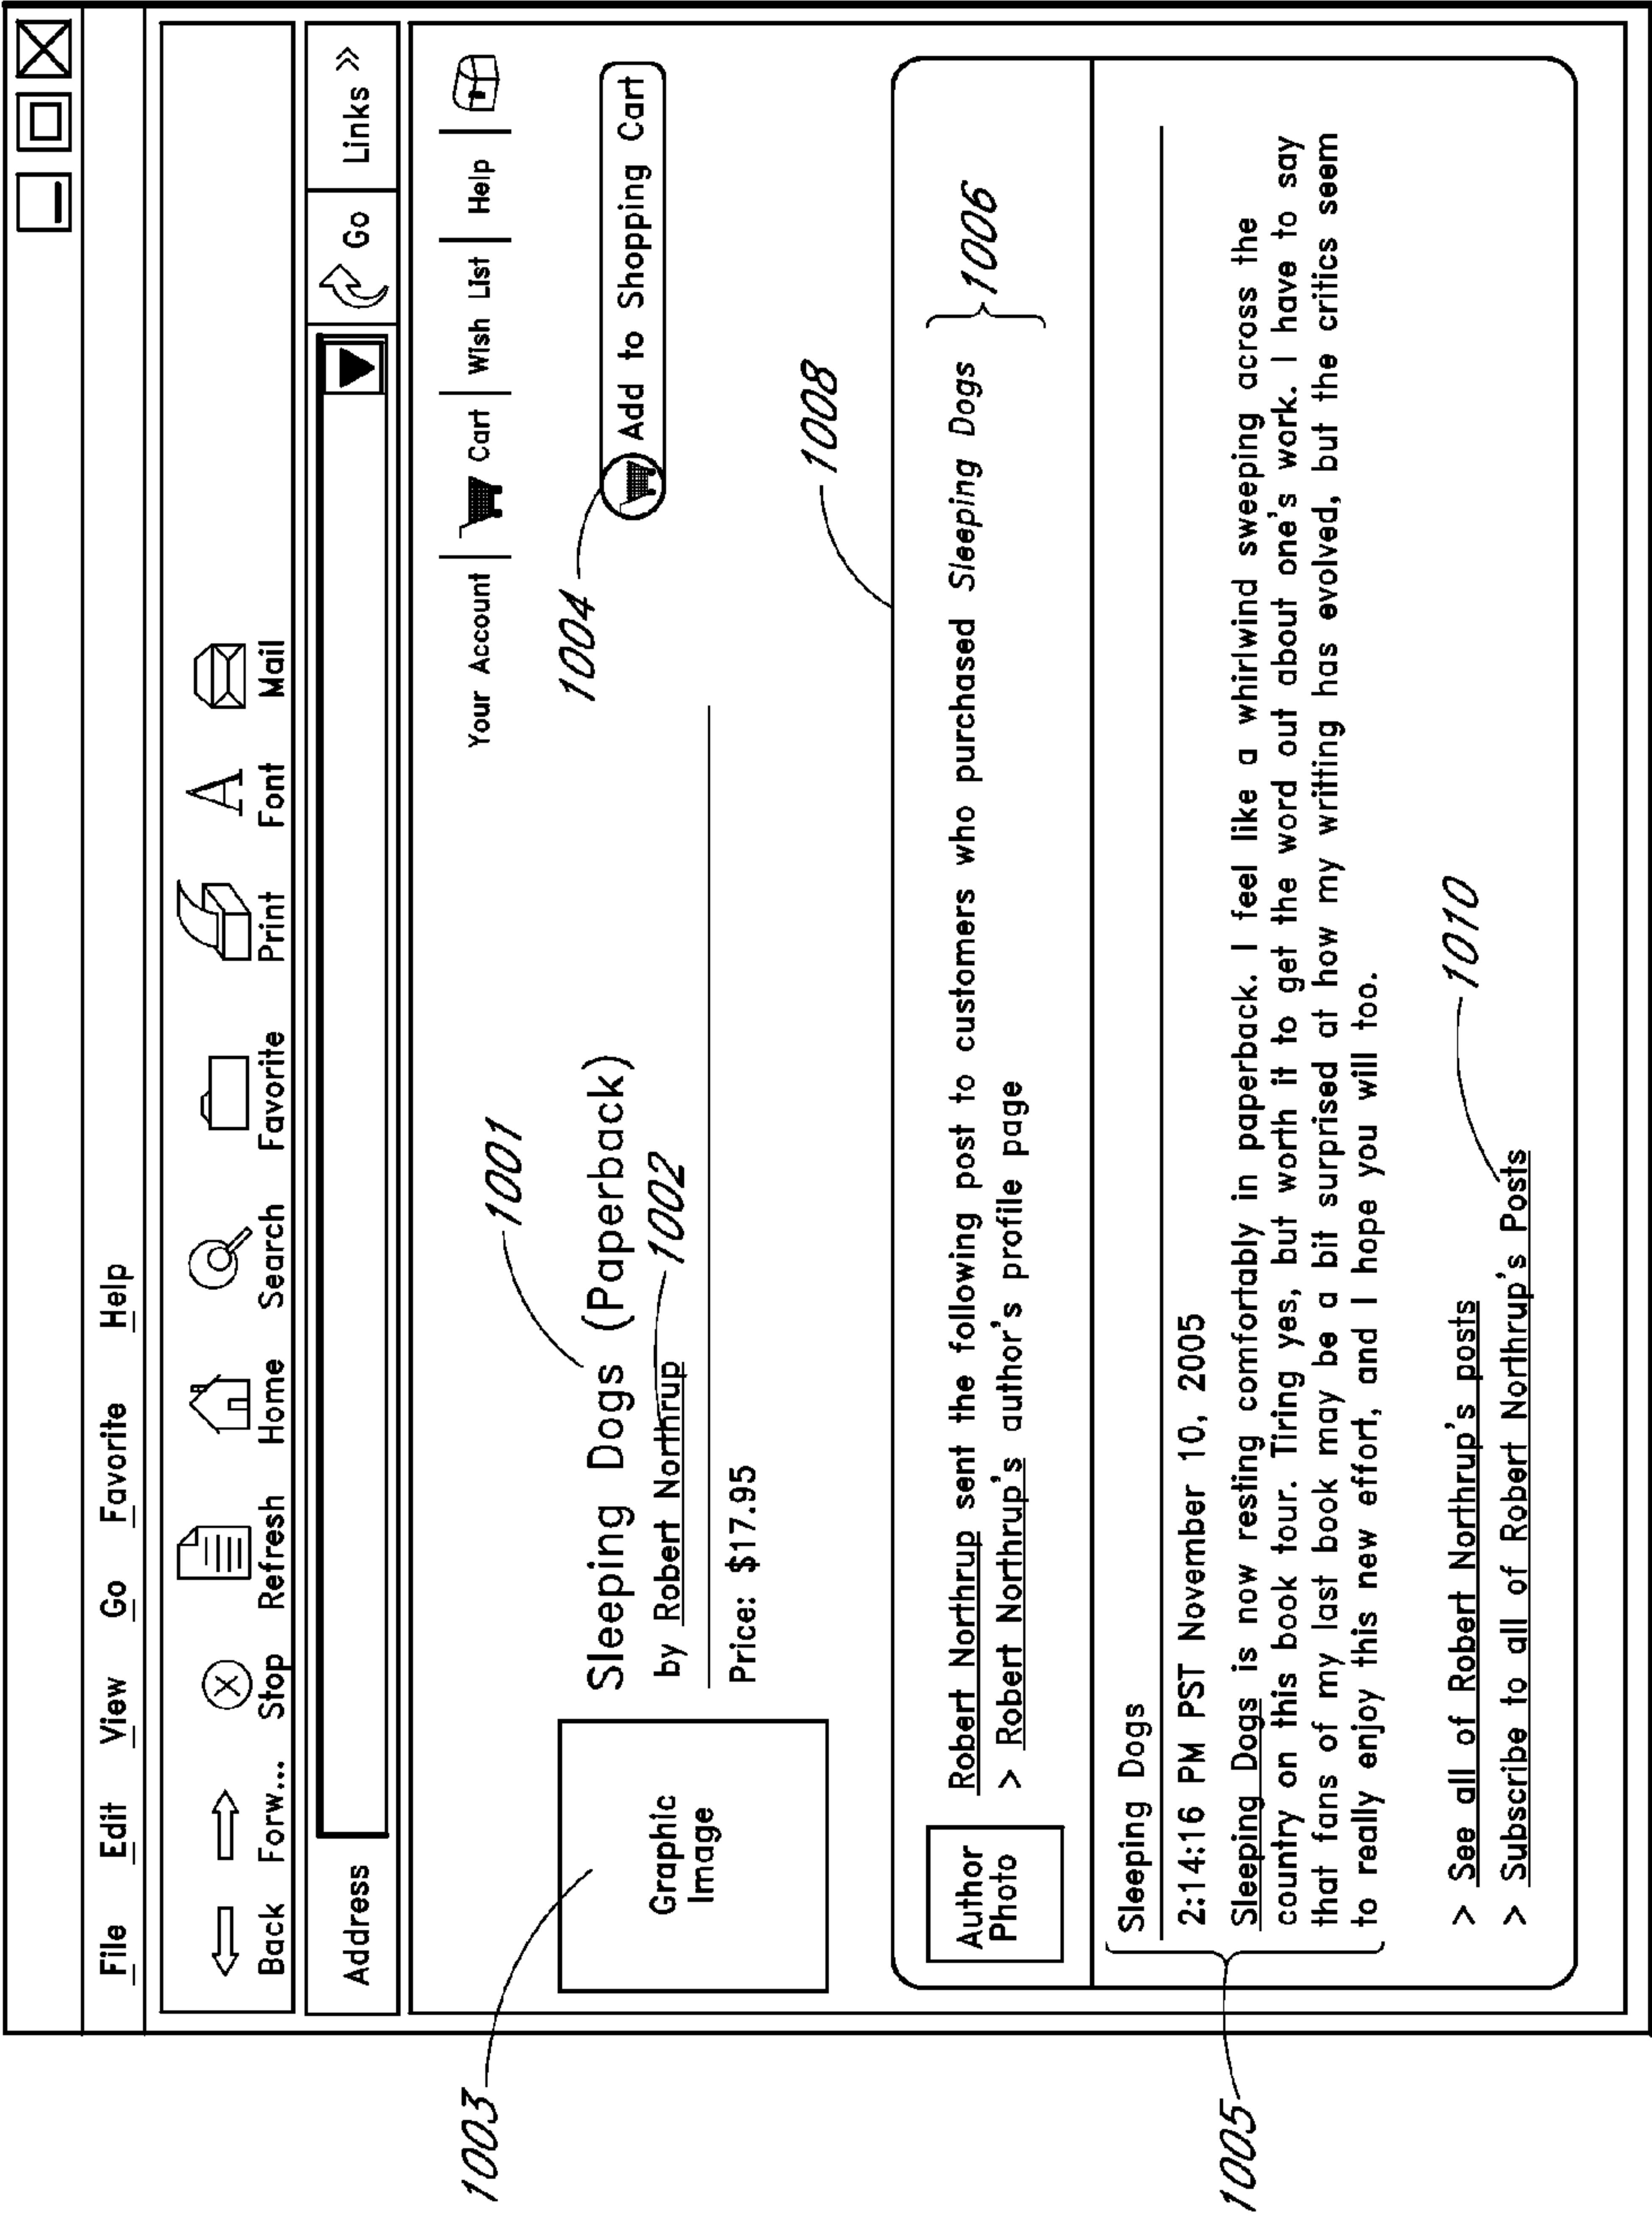 File Edit View Go Favorite Help
Back Forw... Stop Refresh Home Search Favorite Print Font Mail
Address Go Links »
Your Account Cart Wish List Help
1003
1001
1004
Graphic
Image
Sleeping Dogs (Paperback)
Add to Shopping Cart
by Robert Northrup
1002
Price: $17.95
1008
Author
Photo
Robert Northrup sent the following post to customers who purchased Sleeping Dogs
> Robert Northrup's author's profile page
1006
1005
Sleeping Dogs
2:14:16 PM PST November 10, 2005
Sleeping Dogs is now resting comfortably in paperback. I feel like a whirlwind sweeping across the
country on this book tour. Tiring yes, but worth it to get the word out about one's work. I have to say
that fans of my last book may be a bit surprised at how my writting has evolved, but the critics seem
to really enjoy this new effort, and I hope you will too.
> See all of Robert Northrup's posts
> Subscribe to all of Robert Northrup's Posts
1010